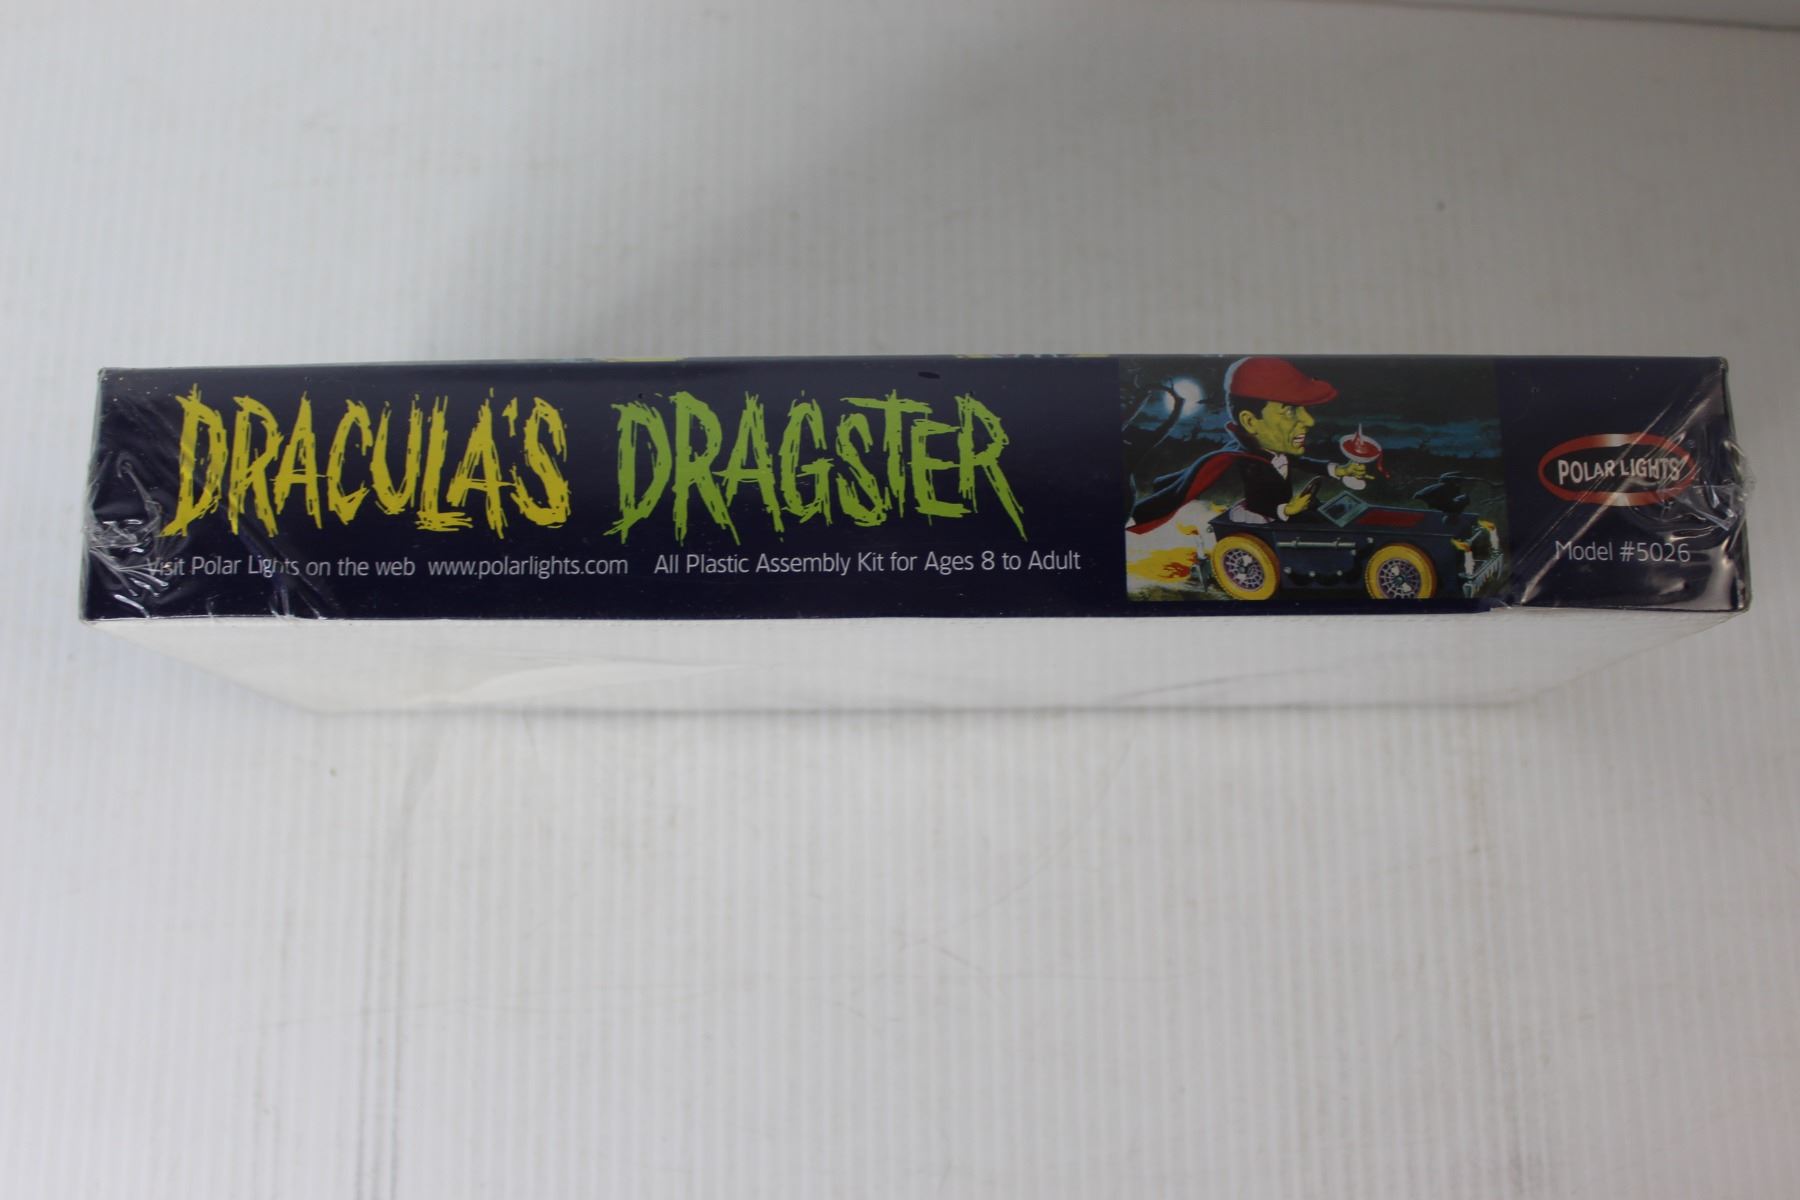 DRACULA'S DRAGSTER
Visit Polar Lights on the web www.polarlights.com All Plastic Assembly Kit for Ages 8 to Adult
POLAR LIGHTS
Model #5026